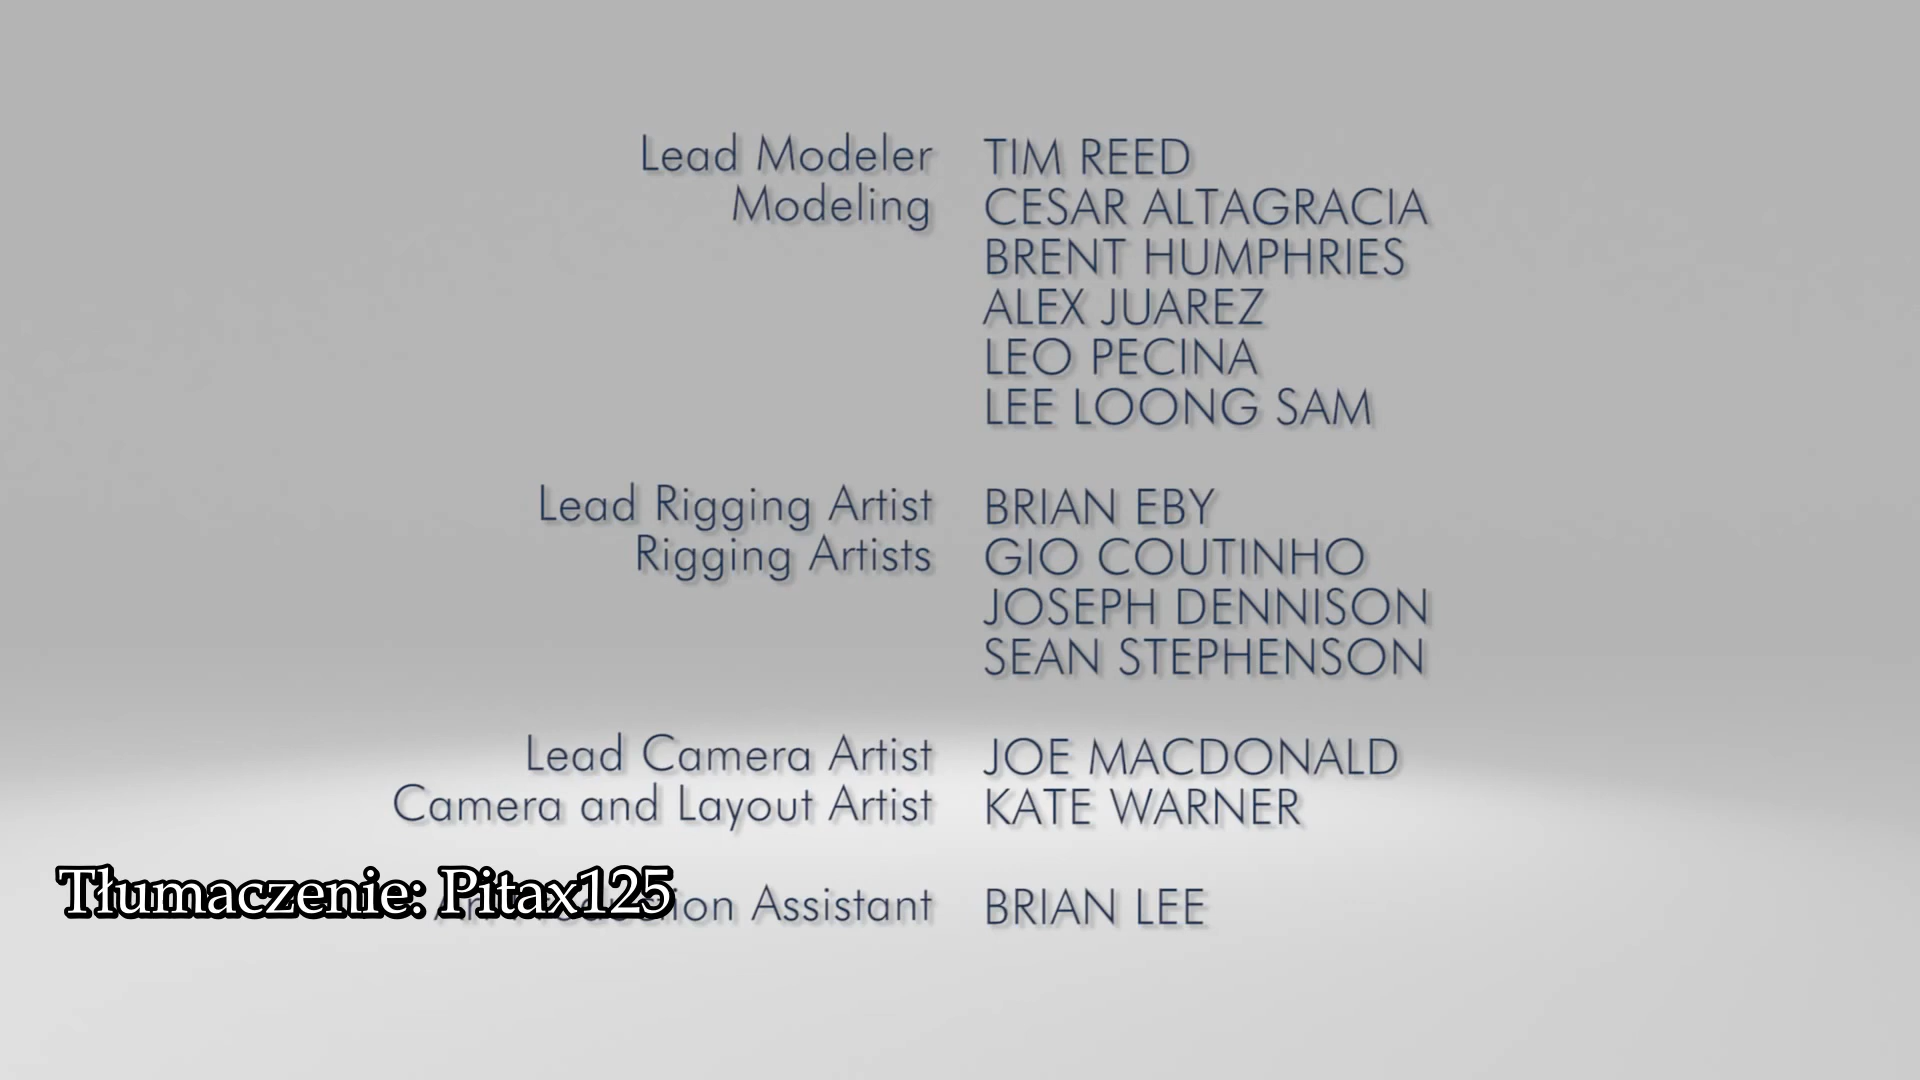 Lead Modeler TIM REED
Modeling CESAR ALTAGRACIA
BRENT HUMPHRIES
ALEX JUAREZ
LEO PECINA
LEE LOONG SAM
Lead Rigging Artist BRIAN EBY
Rigging Artists GIO COUTINHO
JOSEPH DENNISON
SEAN STEPHENSON
Lead Camera Artist JOE MACDONALD
Camera and Layout Artist KATE WARNER
Tłumaczenie: Pitax125
Assistant BRIAN LEE